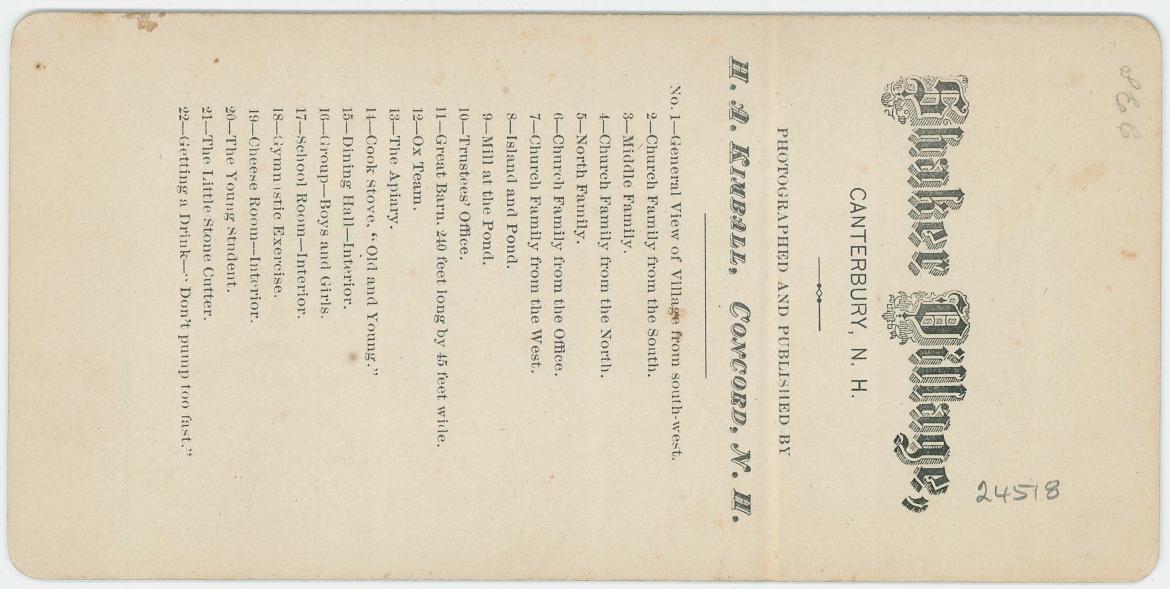 24518
Shaker Village,
CANTERBURY, N. H.
PHOTOGRAPHED AND PUBLISHED BY
H. A. KIMBALL, CONCORD, N. H.
No. 1—General View of Village from south-west.
2—Church Family from the South.
3—Middle Family.
4—Church Family from the North.
5—North Family.
6—Church Family from the Office.
7—Church Family from the West.
8—Island and Pond.
9—Mill at the Pond.
10—Trustees' Office.
11—Great Barn. 240 feet long by 45 feet wide.
12—Ox Team.
13—The Apiary.
14—Cook Stove. "Old and Young."
15—Dining Hall—Interior.
16—Group—Boys and Girls.
17—School Room—Interior.
18—Gymnastic Exercise.
19—Cheese Room—Interior.
20—The Young Student.
21—The Little Stone Cutter.
22—Getting a Drink—"Don't pump too fast."